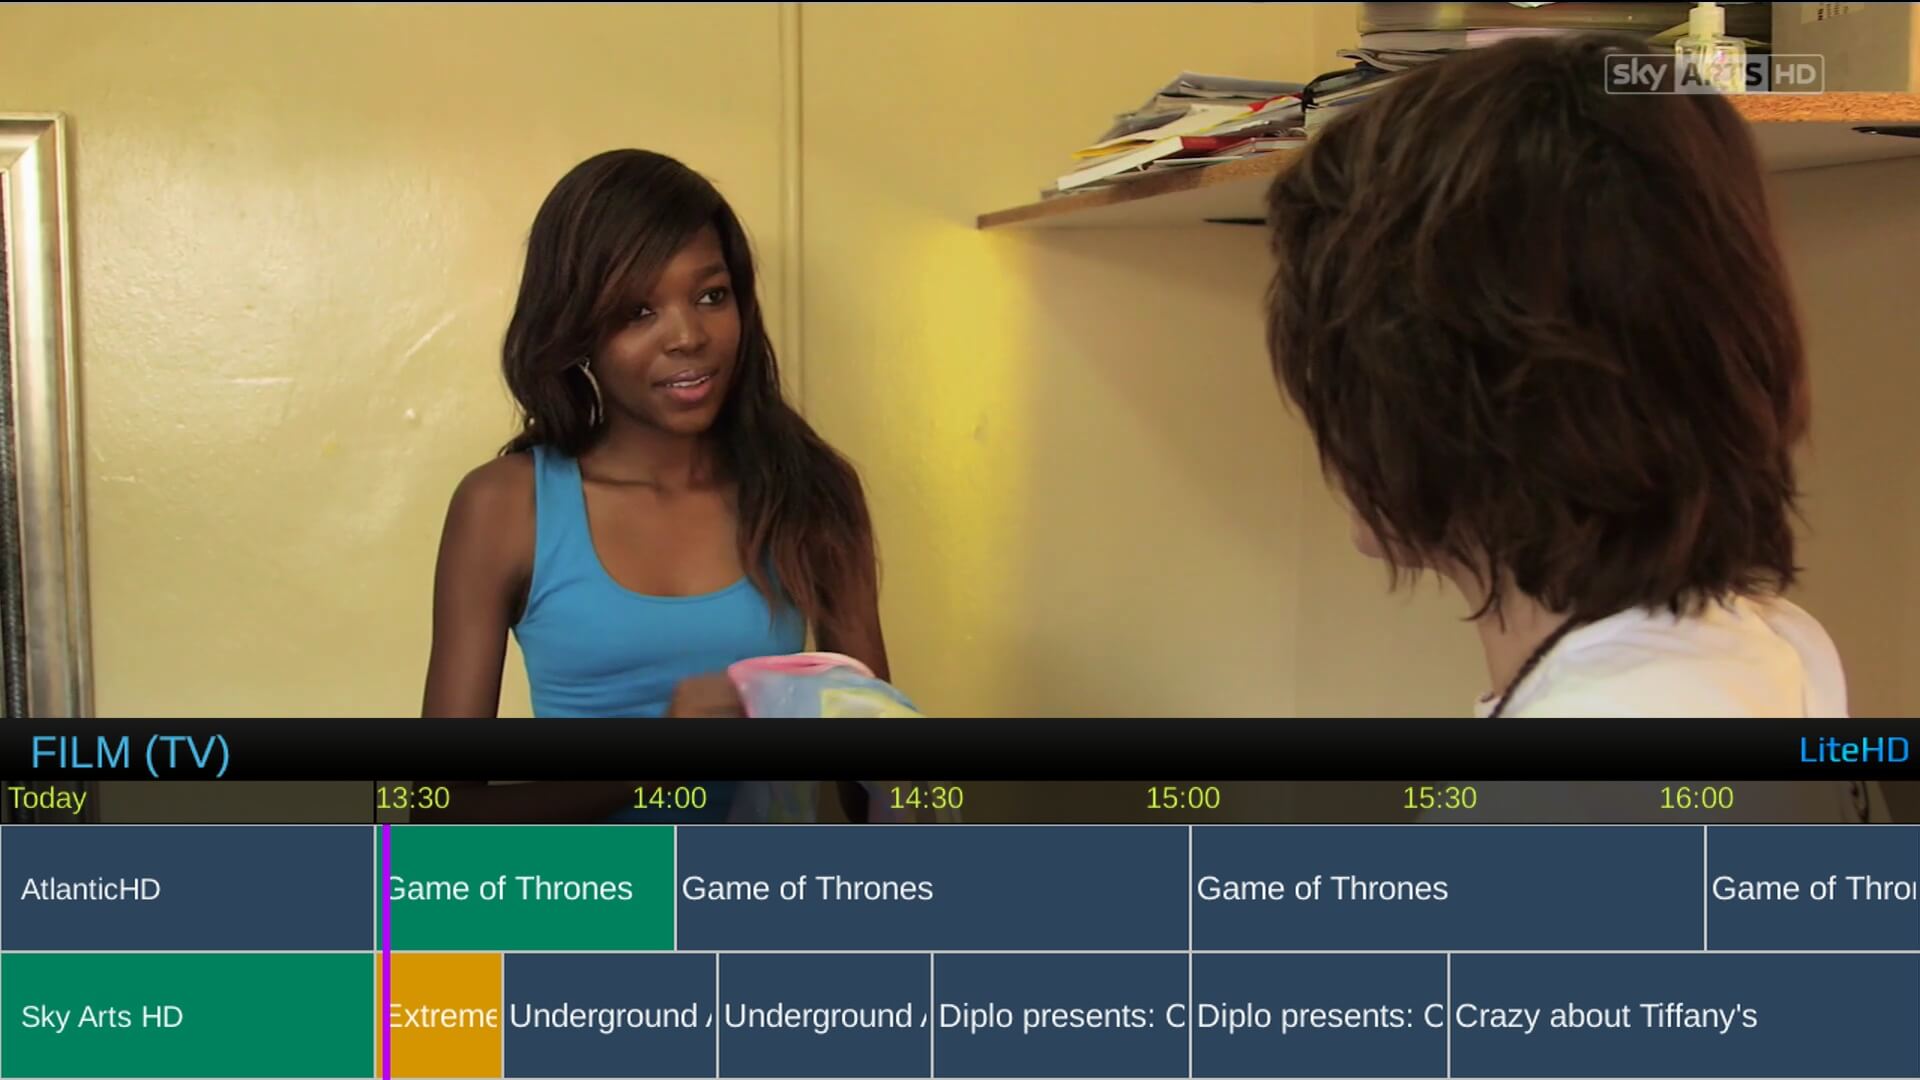 sky ARTS HD
FILM (TV)
LiteHD
Today 13:30 14:00 14:30 15:00 15:30 16:00
AtlanticHD Game of Thrones Game of Thrones Game of Thrones Game of Thro
Sky Arts HD Extreme Underground Underground Diplo presents: C Diplo presents: C Crazy about Tiffany's